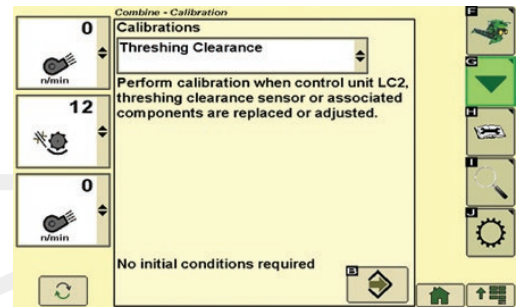 Combine - Calibration
0
n/min
12
0
n/min
Calibrations
Threshing Clearance
Perform calibration when control unit LC2,
threshing clearance sensor or associated
components are replaced or adjusted.
No initial conditions required
B
F
G
H
I
J